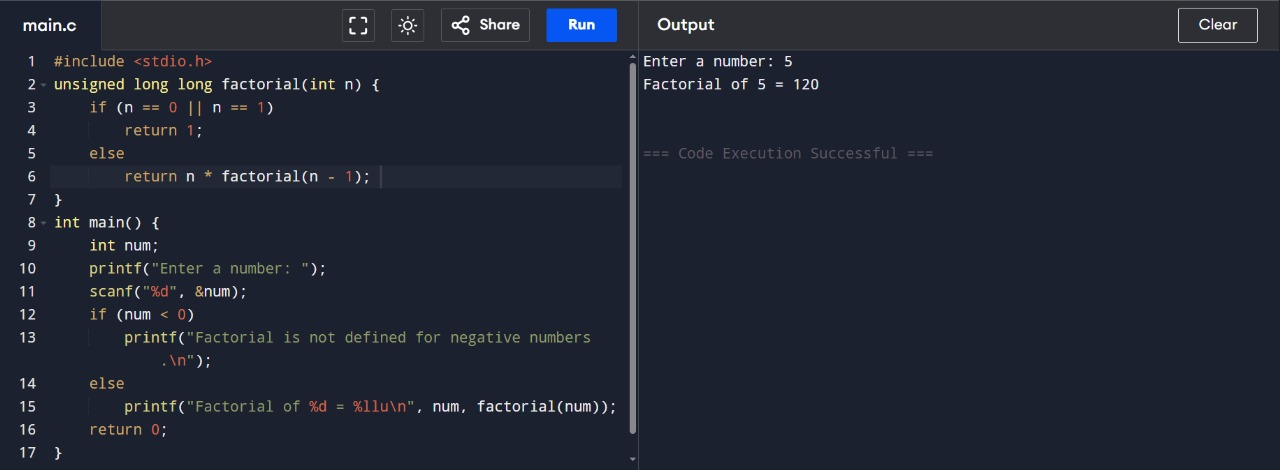 main.c
Share
Run
Output
Clear
1 #include <stdio.h>
2 unsigned long long factorial(int n) {
3     if (n == 0 || n == 1)
4         return 1;
5     else
6         return n * factorial(n - 1);
7 }
8 int main() {
9     int num;
10     printf("Enter a number: ");
11     scanf("%d", &num);
12     if (num < 0)
13         printf("Factorial is not defined for negative numbers
            .\n");
14     else
15         printf("Factorial of %d = %llu\n", num, factorial(num));
16     return 0;
17 }
Enter a number: 5
Factorial of 5 = 120
=== Code Execution Successful ===